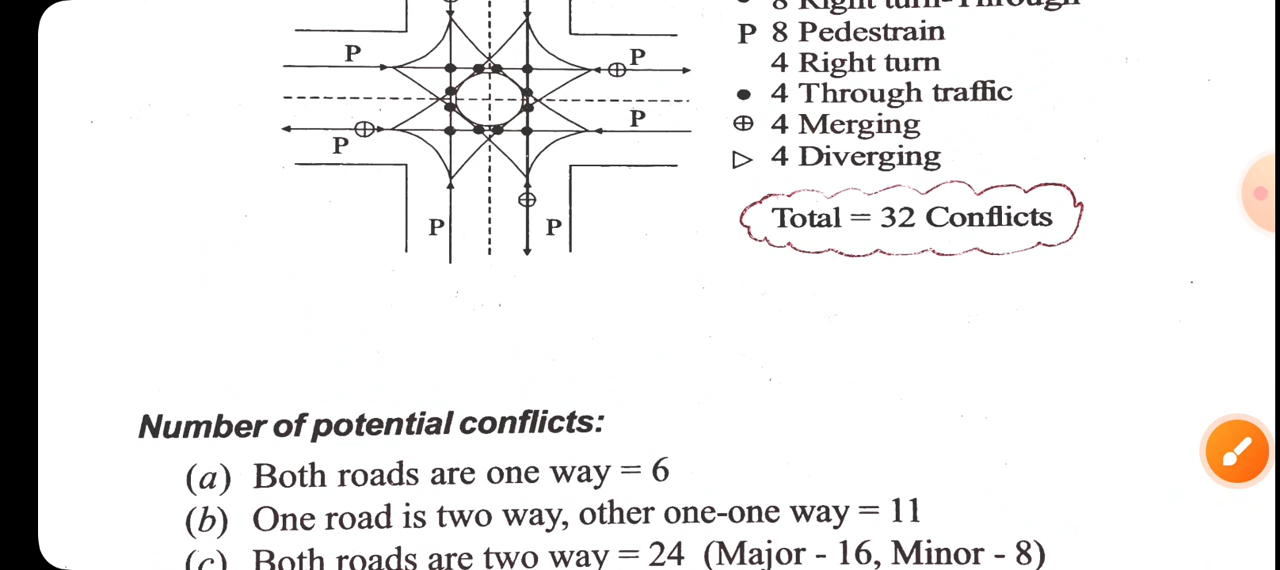 P 8 Pedestrain
4 Right turn
4 Through traffic
4 Merging
4 Diverging
Total = 32 Conflicts
P
P
P
P
P
P
Number of potential conflicts:
(a) Both roads are one way = 6
(b) One road is two way, other one-one way = 11
(c) Both roads are two way = 24 (Major - 16, Minor - 8)